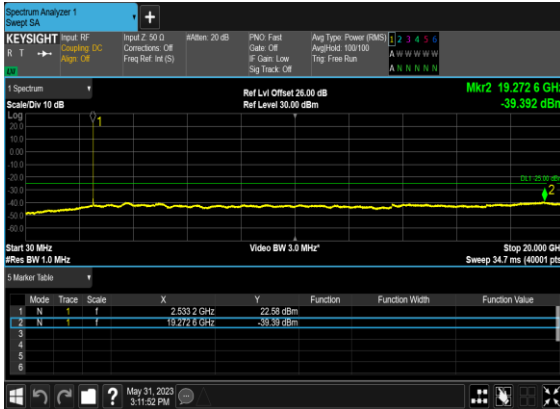 Spectrum Analyzer 1
Swept SA
+
KEYSIGHT Input: RF Input Z: 50 Ω #Atten: 20 dB PNO: Fast Avg Type: Power (RMS) 1 2 3 4 5 6
R T Coupling: DC Corrections: Off Gate: Off Avg|Hold: 100/100 A W W W W W
Align: Off Freq Ref: Int (S) IF Gain: Low Trig: Free Run
Sig Track: Off A N N N N N
1 Spectrum
Scale/Div 10 dB Ref Lvl Offset 26.00 dB Mkr2 19.272 6 GHz
Ref Level 30.00 dBm -39.392 dBm
Log
20.0
10.0
0.00
-10.0
-20.0
-30.0
-40.0
-50.0
-60.0
1
2
Start 30 MHz Video BW 3.0 MHz* Stop 20.000 GH
#Res BW 1.0 MHz Sweep 34.7 ms (40001 pts
5 Marker Table
Mode Trace Scale X Y Function Function Width Function Value
1 N 1 f 2.533 2 GHz 22.58 dBm
2 N 1 f 19.272 6 GHz -39.39 dBm
3
4
5
6
? May 31, 2023
3:11:52 PM